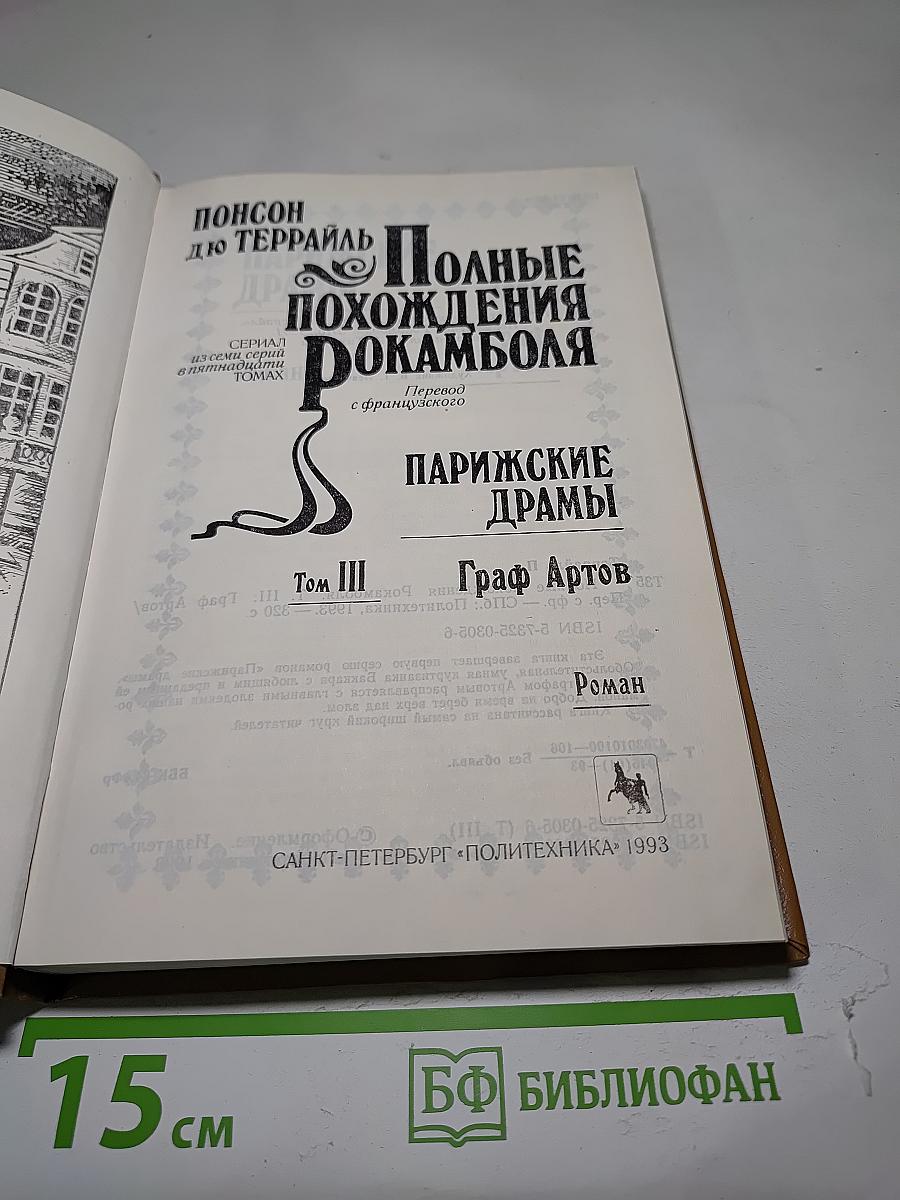 ПОНСОН
дю ТЕРРАЙЛЬ
ПОЛНЫЕ
ПОХОЖДЕНИЯ
РОКАМБОЛЯ
СЕРИАЛ
из семи серий
в пятнадцати
ТОМАХ
Перевод
с французского
ПАРИЖСКИЕ
ДРАМЫ
Том III
Граф Артов
Роман
САНКТ-ПЕТЕРБУРГ «ПОЛИТЕХНИКА» 1993
15 см
БФ БИБЛИОФАН